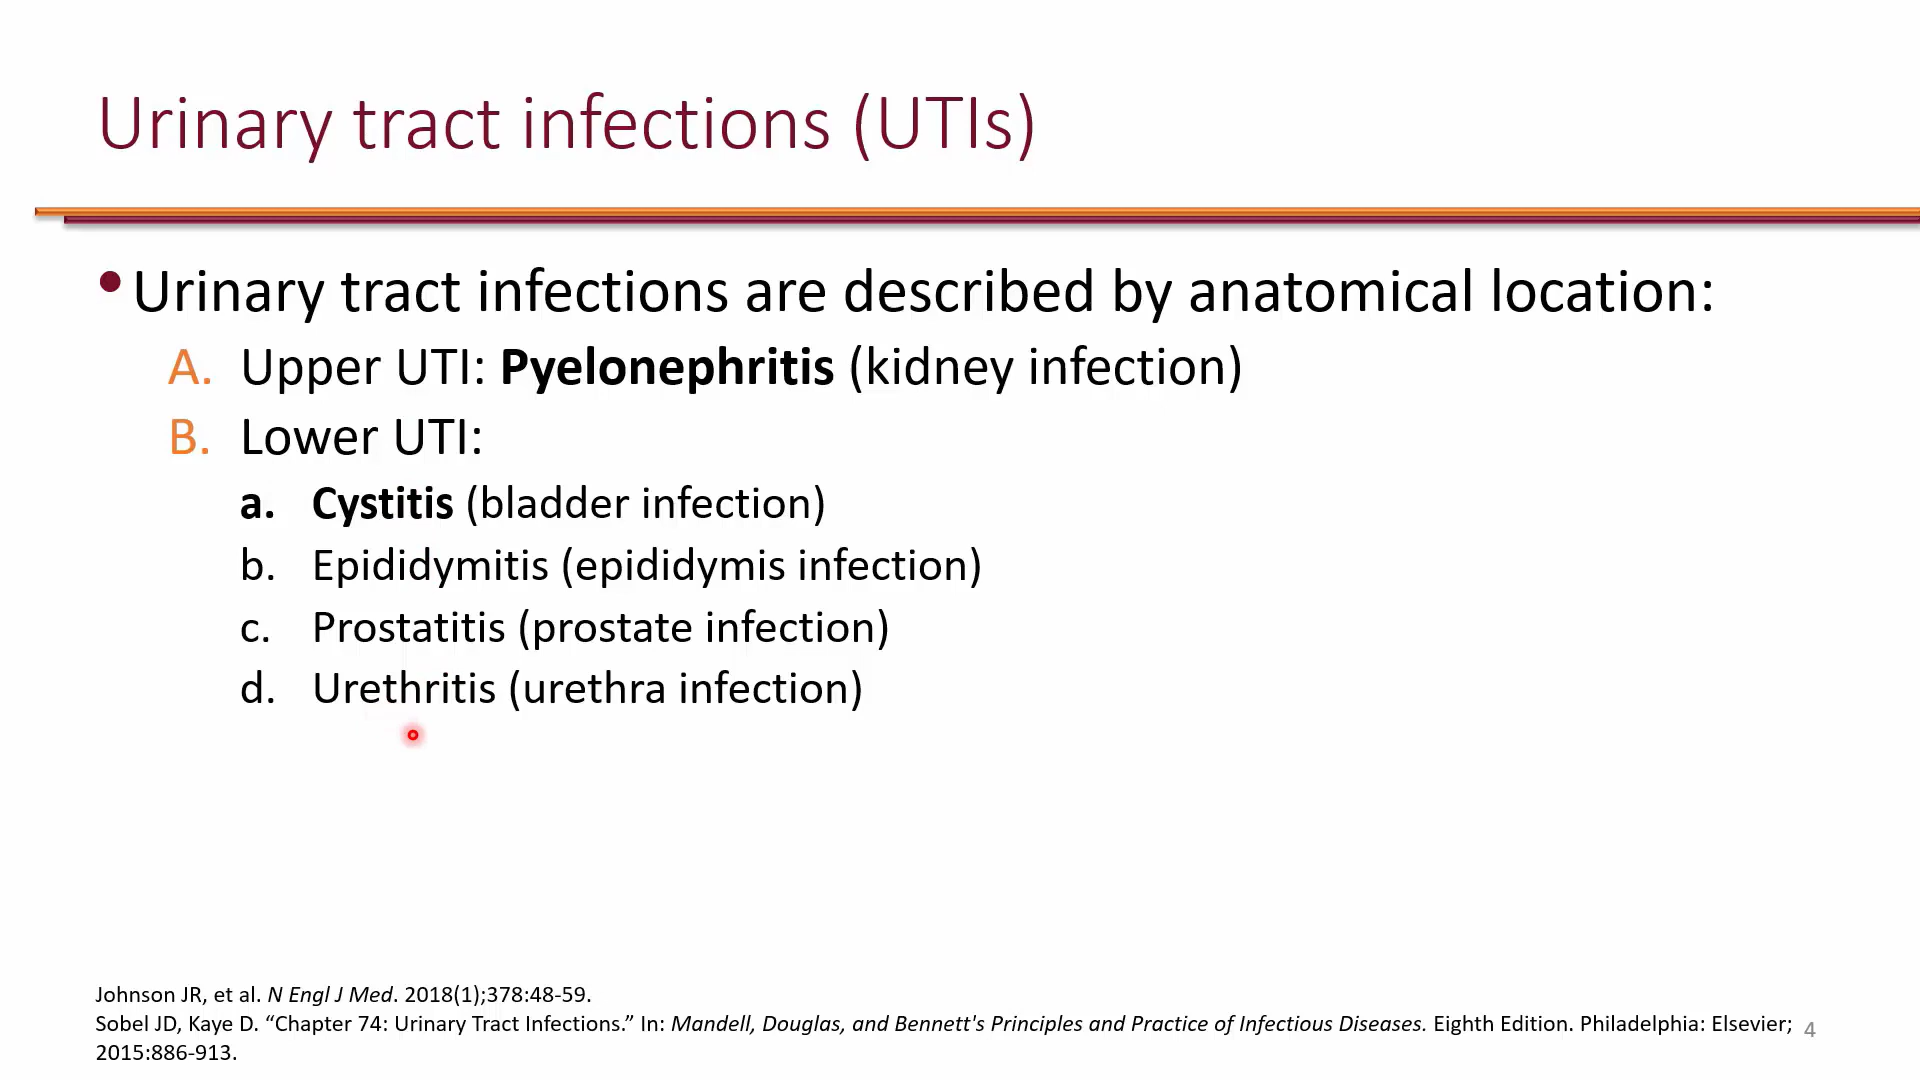 Urinary tract infections (UTIs)
•Urinary tract infections are described by anatomical location:
A. Upper UTI: Pyelonephritis (kidney infection)
B. Lower UTI:
a. Cystitis (bladder infection)
b. Epididymitis (epididymis infection)
c. Prostatitis (prostate infection)
d. Urethritis (urethra infection)
Johnson JR, et al. N Engl J Med. 2018(1);378:48-59.
Sobel JD, Kaye D. “Chapter 74: Urinary Tract Infections.” In: Mandell, Douglas, and Bennett's Principles and Practice of Infectious Diseases. Eighth Edition. Philadelphia: Elsevier;
2015:886-913.
4